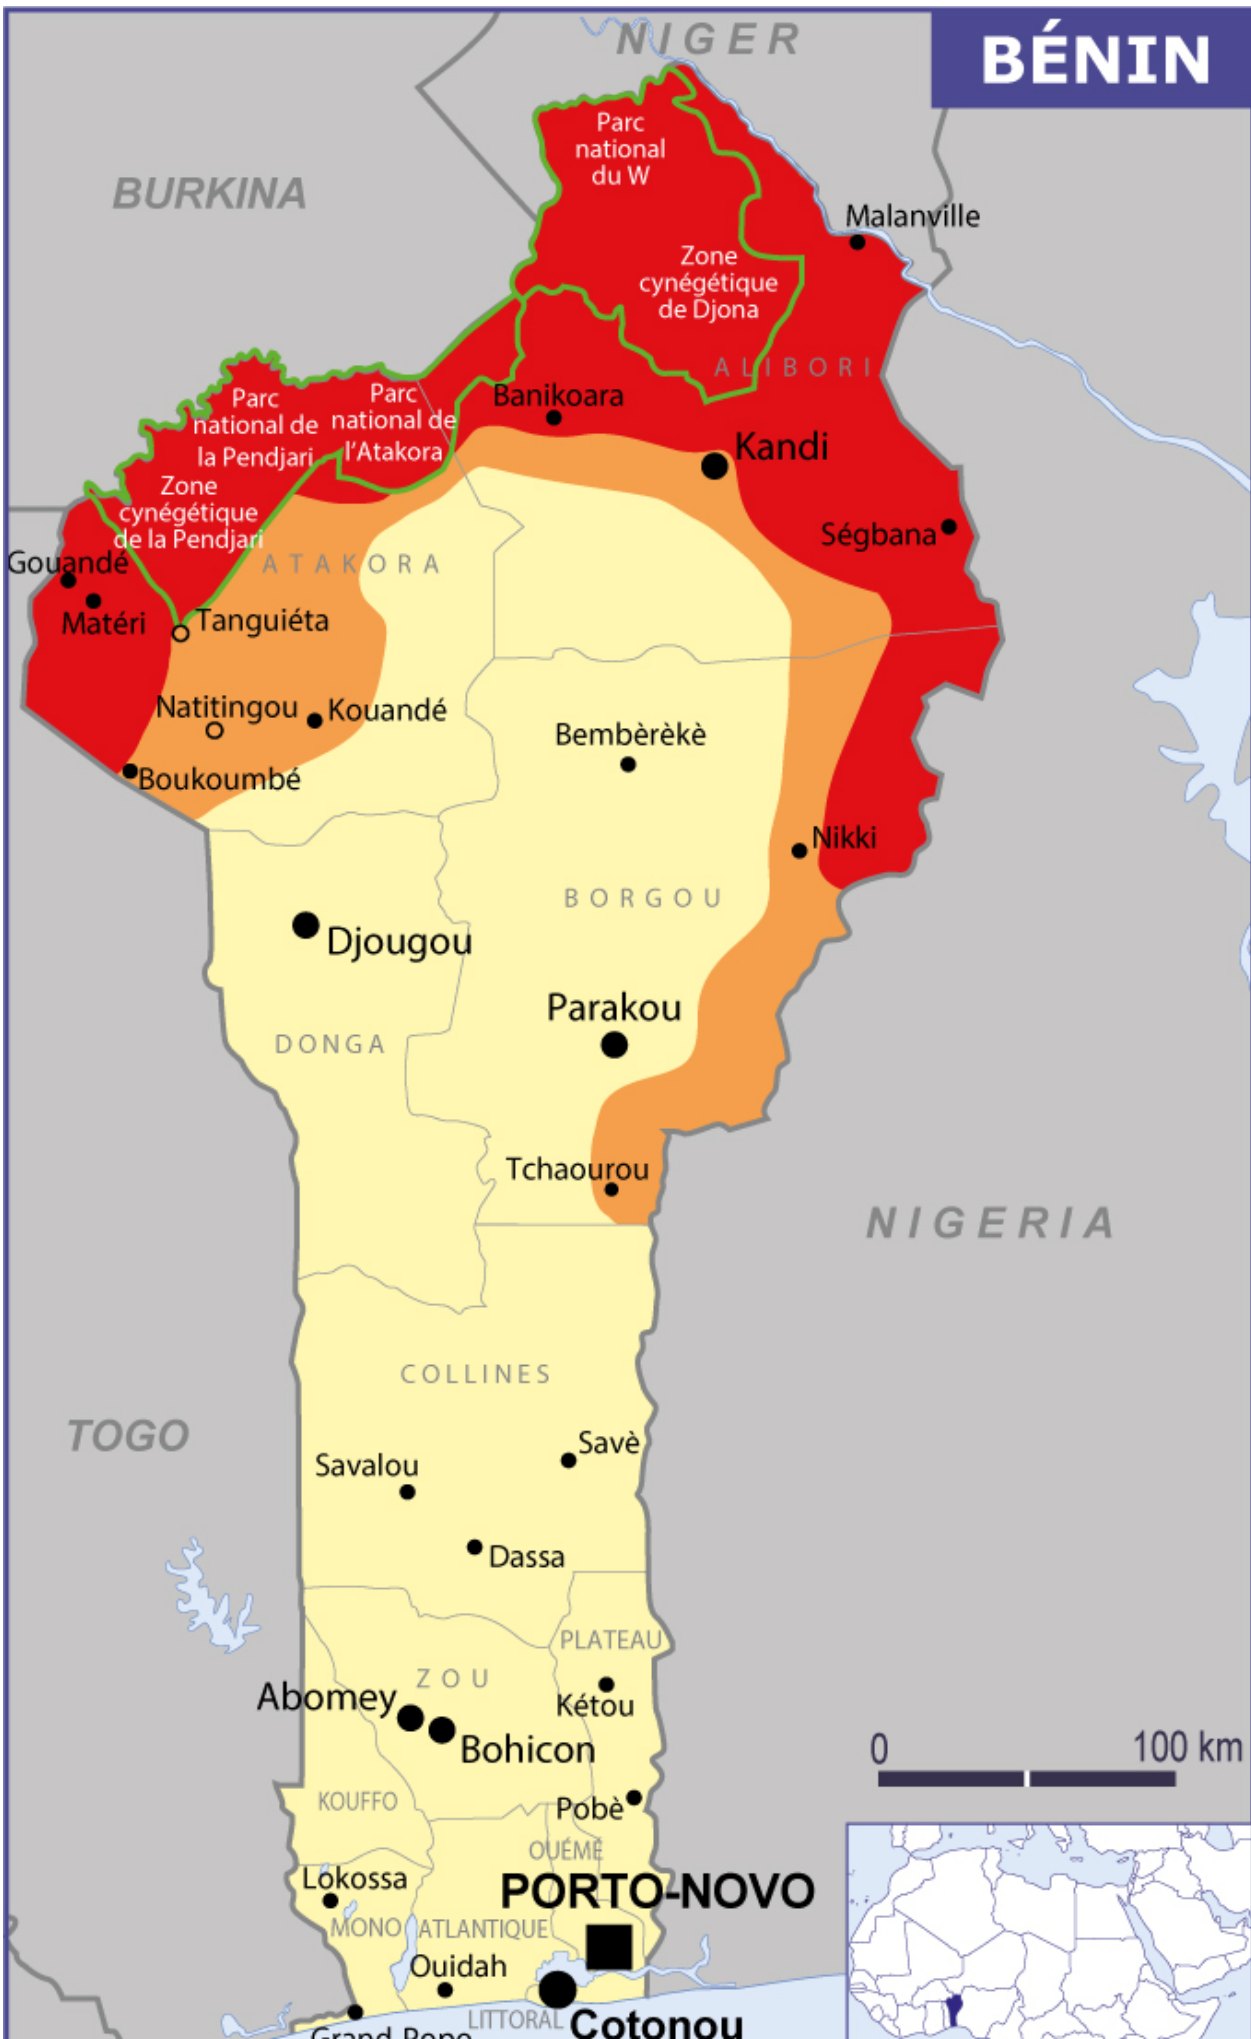 NIGER
BÉNIN
BURKINA
Parc
national
du W
Malanville
Zone
cynégétique
de Djona
ALIBORI
Banikoara
Parc
national de
la Pendjari
Parc
national de
l'Atakora
Kandi
Zone
cynégétique
de la Pendjari
Ségbana
Gouandé
ATAKORA
Matéri
Tanguiéta
Natitingou
Kouandé
Bembèrèkè
Boukoumbé
Nikki
BORGOU
Djougou
Parakou
DONGA
Tchaourou
NIGERIA
COLLINES
TOGO
Savè
Savalou
Dassa
PLATEAU
ZOU
Abomey
Kétou
Bohicon
0 100 km
KOUFFO
Pobè
OUÉMÉ
Lokossa
PORTO-NOVO
MONO
ATLANTIQUE
Ouidah
LITTORAL
Cotonou
Grand-Popo